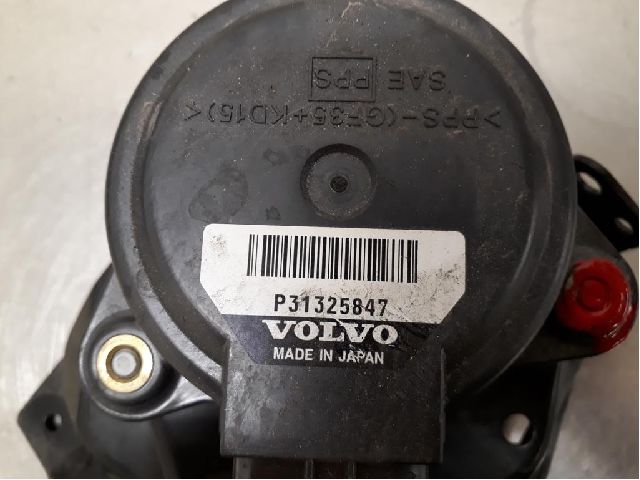 SAE PPS
>PPS-(GF35+KD15)<
P31325847
VOLVO
MADE IN JAPAN